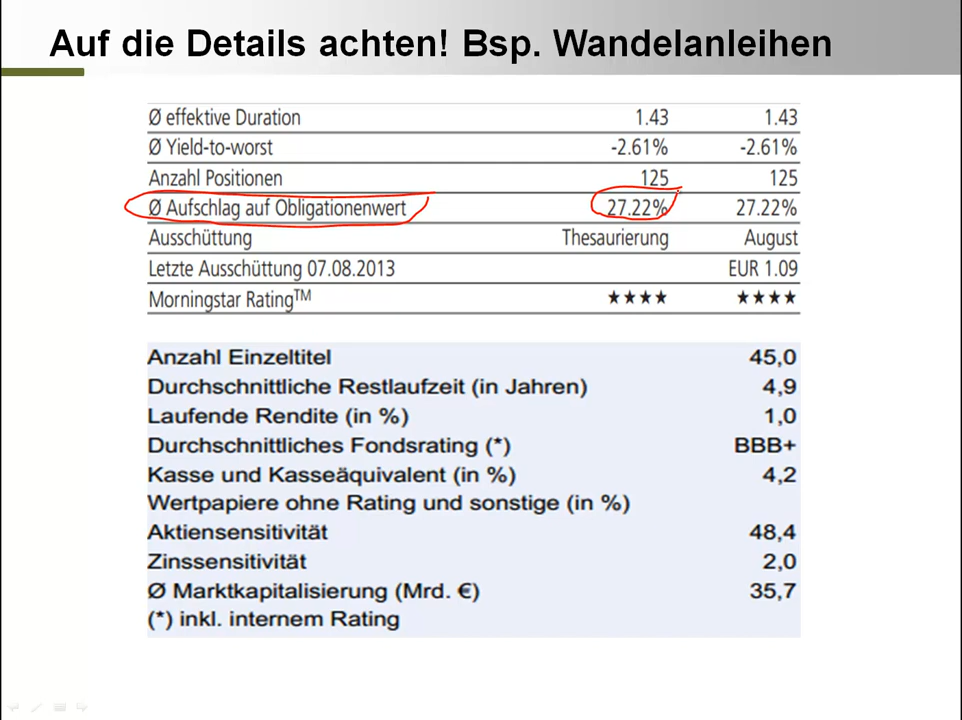 Auf die Details achten! Bsp. Wandelanleihen
Ø effektive Duration 1.43 1.43
Ø Yield-to-worst -2.61% -2.61%
Anzahl Positionen 125 125
Ø Aufschlag auf Obligationenwert 27.22% 27.22%
Ausschüttung Thesaurierung August
Letzte Ausschüttung 07.08.2013 EUR 1.09
Morningstar Rating™ ★★★★ ★★★★
Anzahl Einzeltitel 45,0
Durchschnittliche Restlaufzeit (in Jahren) 4,9
Laufende Rendite (in %) 1,0
Durchschnittliches Fondsrating (*) BBB+
Kasse und Kasseäquivalent (in %) 4,2
Wertpapiere ohne Rating und sonstige (in %)
Aktiensensitivität 48,4
Zinssensitivität 2,0
Ø Marktkapitalisierung (Mrd. €) 35,7
(*) inkl. internem Rating